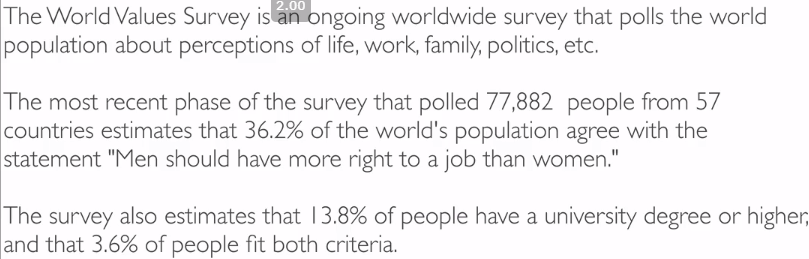 The World Values Survey is an ongoing worldwide survey that polls the world
2.00
population about perceptions of life, work, family, politics, etc.
The most recent phase of the survey that polled 77,882 people from 57
countries estimates that 36.2% of the world's population agree with the
statement "Men should have more right to a job than women."
The survey also estimates that 13.8% of people have a university degree or higher,
and that 3.6% of people fit both criteria.